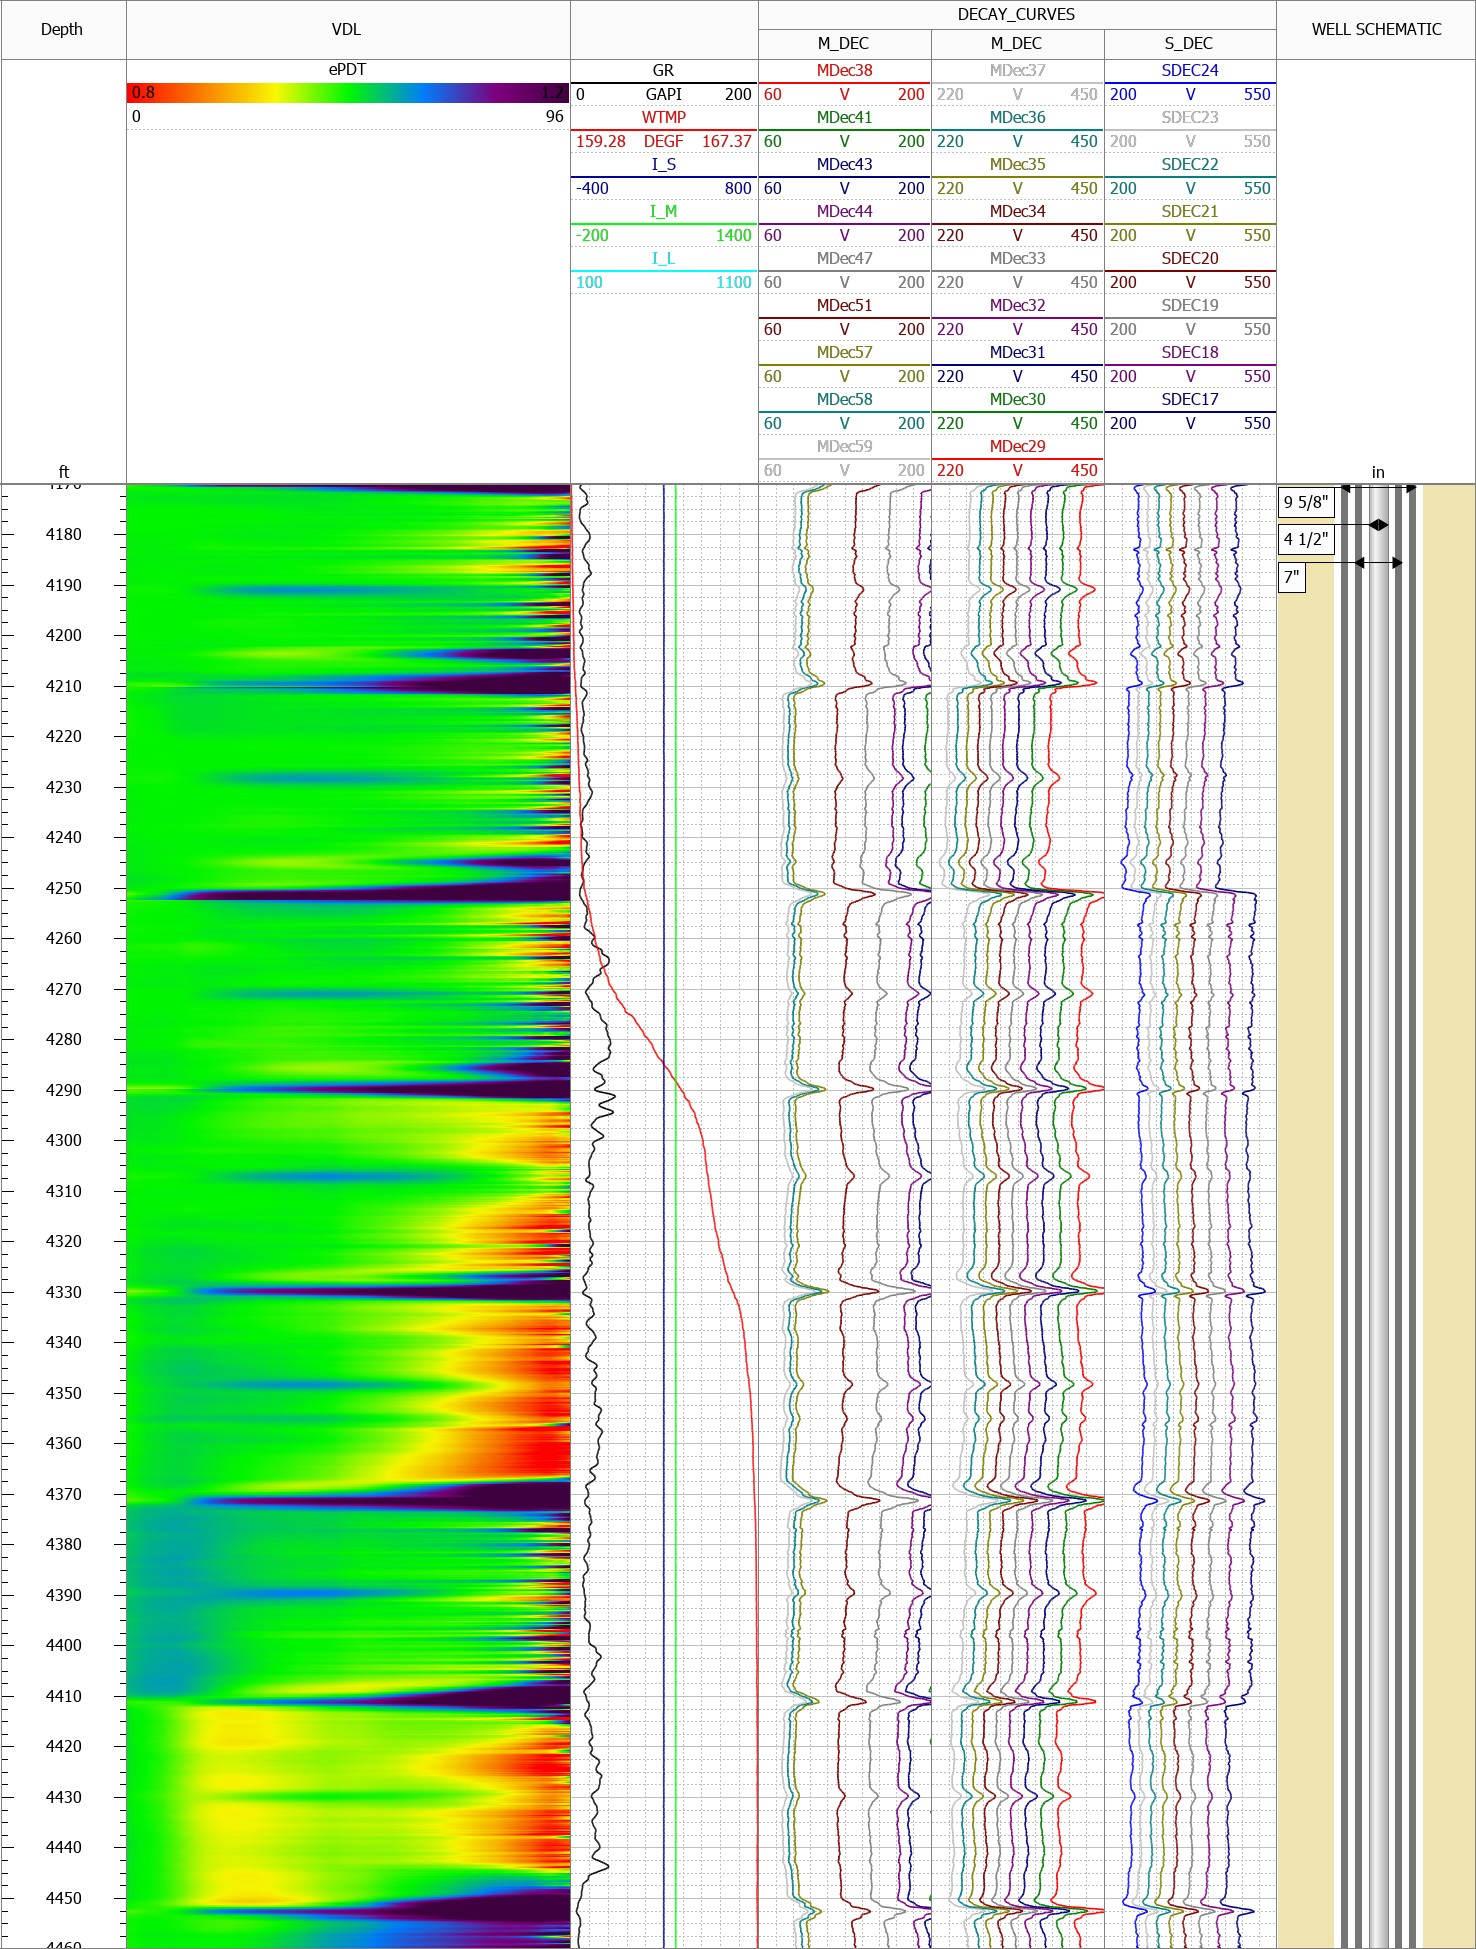 DECAY_CURVES
Depth VDL M_DEC M_DEC S_DEC WELL SCHEMATIC
ePDT GR MDec38 MDec37 SDEC24
0.8 1.2 0 GAPI 200 60 V 200 220 V 450 200 V 550
0 96 WTMP MDec41 MDec36 SDEC23
159.28 DEGF 167.37 60 V 200 220 V 450 200 V 550
I_S MDec43 MDec35 SDEC22
-400 800 60 V 200 220 V 450 200 V 550
I_M MDec44 MDec34 SDEC21
-200 1400 60 V 200 220 V 450 200 V 550
I_L MDec47 MDec33 SDEC20
100 1100 60 V 200 220 V 450 200 V 550
MDec51 MDec32 SDEC19
60 V 200 220 V 450 200 V 550
MDec57 MDec31 SDEC18
60 V 200 220 V 450 200 V 550
MDec58 MDec30 SDEC17
60 V 200 220 V 450 200 V 550
MDec59 MDec29
ft 60 V 200 220 V 450 in
4170
9 5/8"
4180
4 1/2"
7"
4190
4200
4210
4220
4230
4240
4250
4260
4270
4280
4290
4300
4310
4320
4330
4340
4350
4360
4370
4380
4390
4400
4410
4420
4430
4440
4450
4460